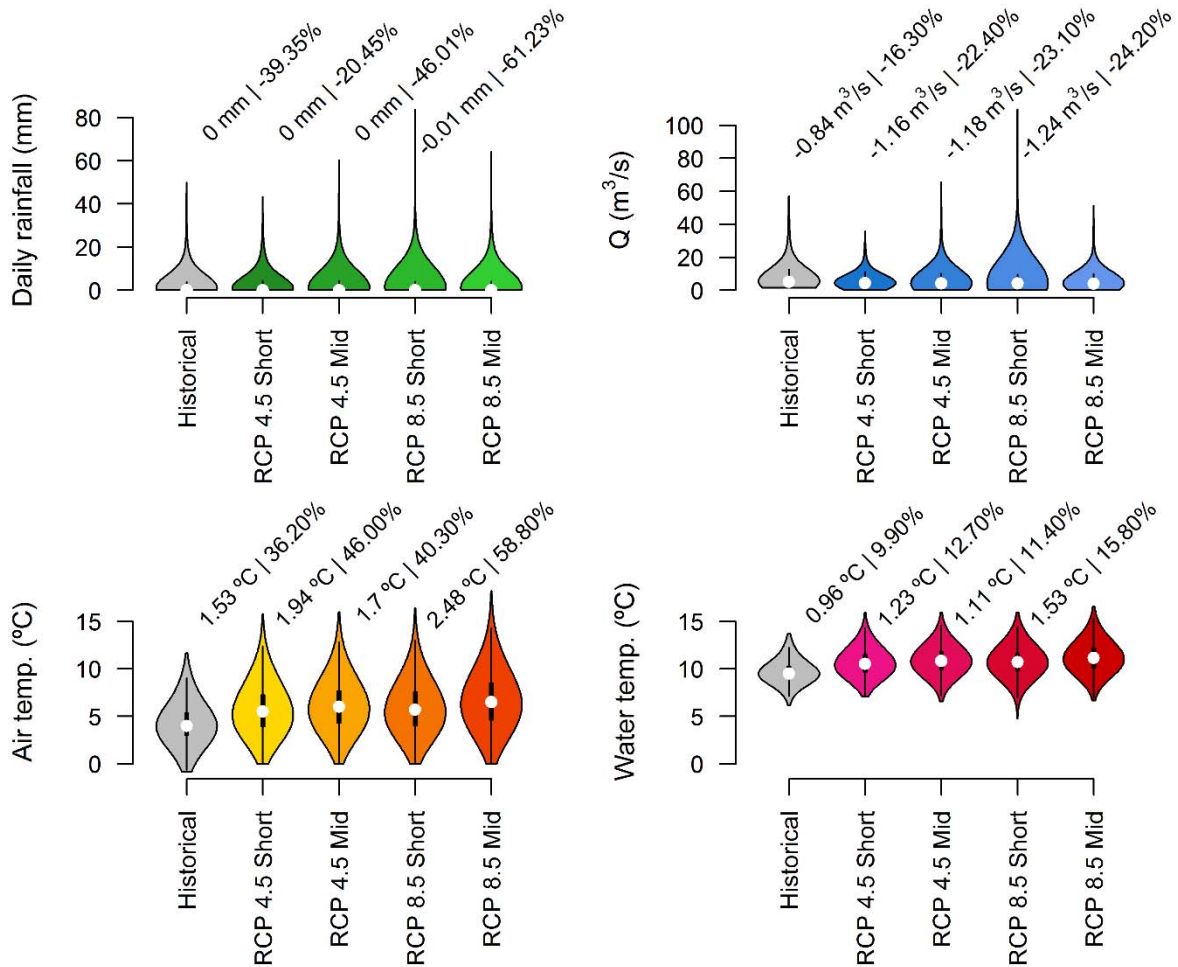 0 mm | -39.35%
0 mm | -20.45%
0 mm | -46.01%
-0.01 mm | -61.23%
Daily rainfall (mm)
80
60
40
20
0
Historical
RCP 4.5 Short
RCP 4.5 Mid
RCP 8.5 Short
RCP 8.5 Mid
-0.84 m³/s | -16.30%
-1.16 m³/s | -22.40%
-1.18 m³/s | -23.10%
-1.24 m³/s | -24.20%
Q (m³/s)
100
80
60
40
20
0
Historical
RCP 4.5 Short
RCP 4.5 Mid
RCP 8.5 Short
RCP 8.5 Mid
1.53 ºC | 36.20%
1.94 ºC | 46.00%
1.7 ºC | 40.30%
2.48 ºC | 58.80%
Air temp. (ºC)
15
10
5
0
Historical
RCP 4.5 Short
RCP 4.5 Mid
RCP 8.5 Short
RCP 8.5 Mid
0.96 ºC | 9.90%
1.23 ºC | 12.70%
1.11 ºC | 11.40%
1.53 ºC | 15.80%
Water temp. (ºC)
15
10
5
0
Historical
RCP 4.5 Short
RCP 4.5 Mid
RCP 8.5 Short
RCP 8.5 Mid